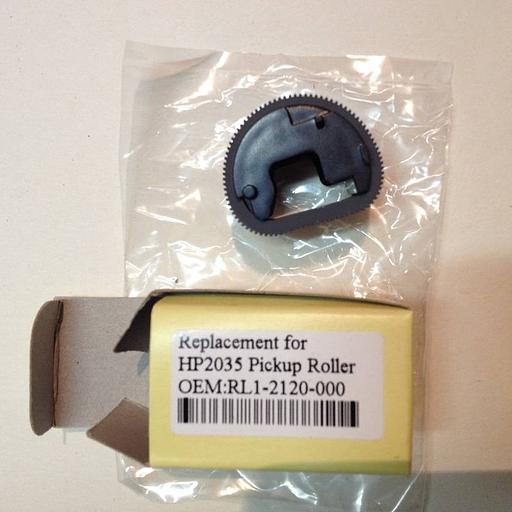 Replacement for
HP2035 Pickup Roller
OEM:RL1-2120-000